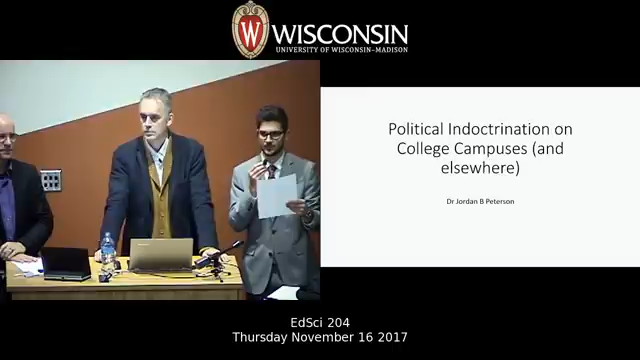 W
WISCONSIN
UNIVERSITY OF WISCONSIN–MADISON
Political Indoctrination on
College Campuses (and
elsewhere)
Dr Jordan B Peterson
EdSci 204
Thursday November 16 2017